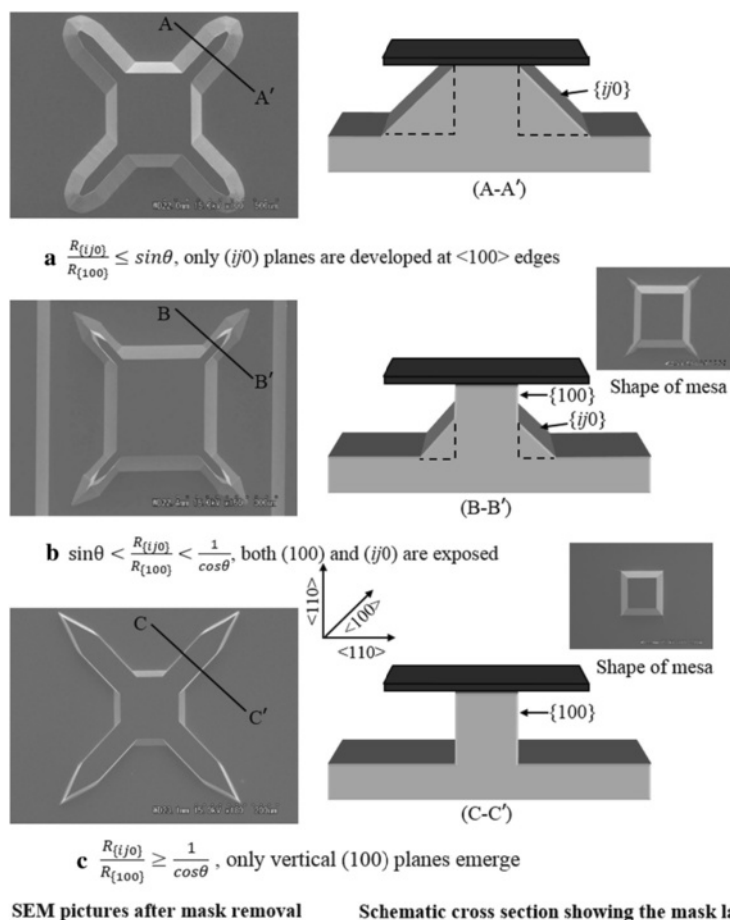 A
A′
{ij0}
(A-A′)
a R{ij0}/R{100} ≤ sinθ, only (ij0) planes are developed at <100> edges
B
B′
{100}
{ij0}
(B-B′)
Shape of mesa
b sinθ < R{ij0}/R{100} < 1/cosθ, both (100) and (ij0) are exposed
<110>
<100>
<110>
C
C′
{100}
(C-C′)
Shape of mesa
c R{ij0}/R{100} ≥ 1/cosθ , only vertical (100) planes emerge
SEM pictures after mask removal
Schematic cross section showing the mask la